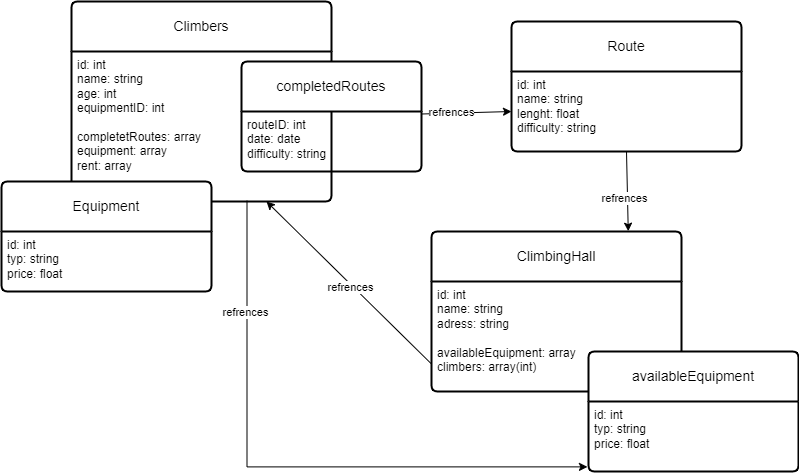 Climbers
id: int
name: string
age: int
equipmentID: int
completetRoutes: array
equipment: array
rent: array
completedRoutes
routeID: int
date: date
difficulty: string
refrences
Route
id: int
name: string
lenght: float
difficulty: string
refrences
Equipment
id: int
typ: string
price: float
refrences
refrences
ClimbingHall
id: int
name: string
adress: string
availableEquipment: array
climbers: array(int)
availableEquipment
id: int
typ: string
price: float